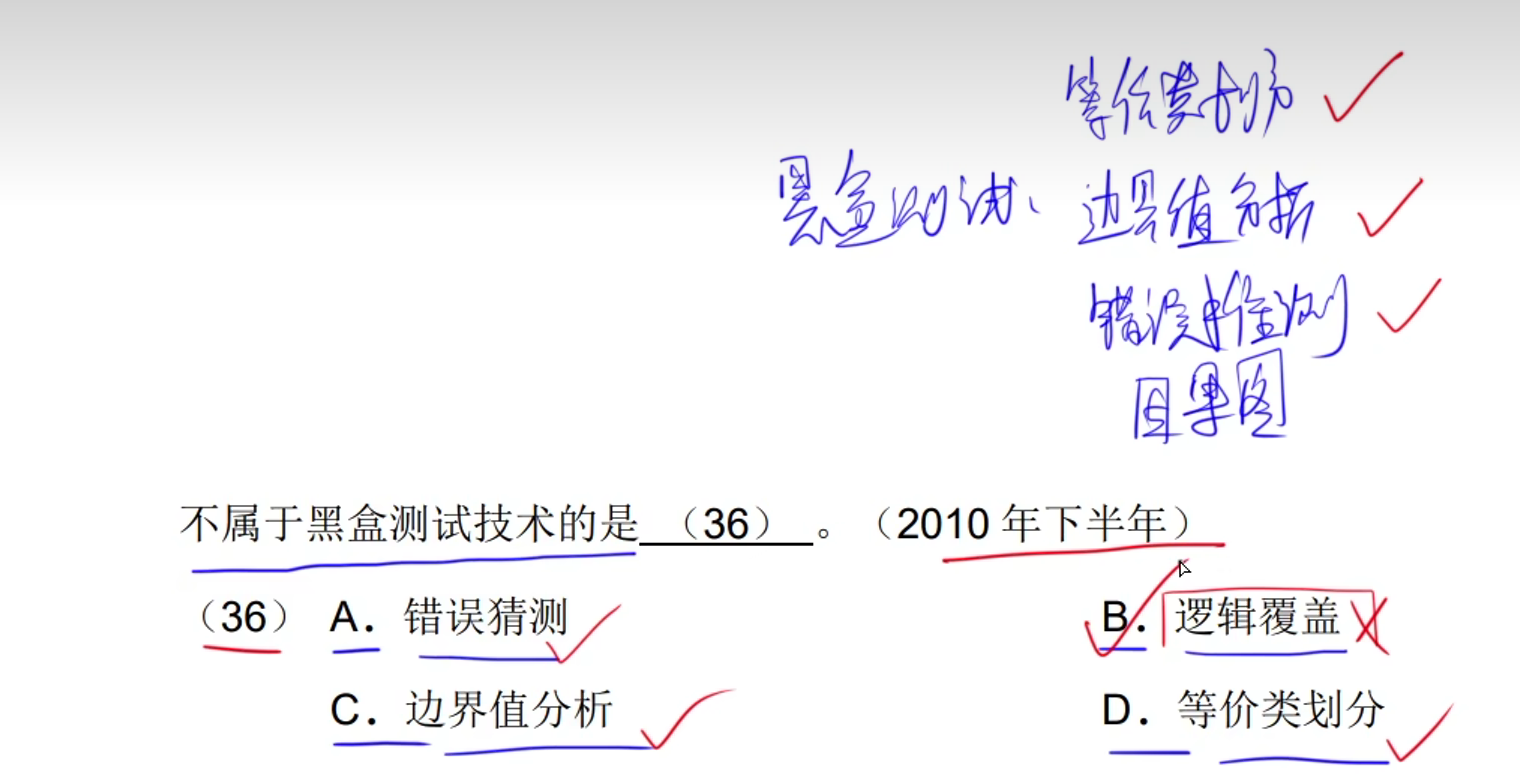 等价类划分
黑盒测试、 边界值分析
错误推测
因果图
不属于黑盒测试技术的是 （36） 。（2010 年下半年）
（36） A．错误猜测 B．逻辑覆盖
C．边界值分析 D．等价类划分